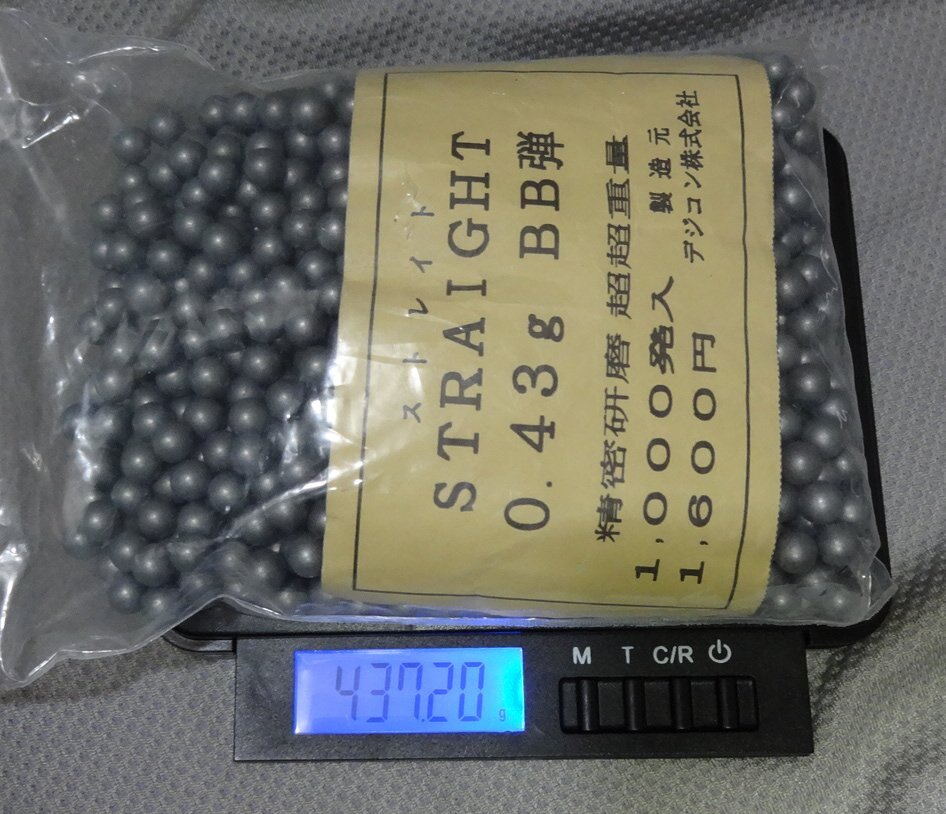 ストレイト
STRAIGHT
0.43g BB弾
精密研磨 超超重量
1,000発入 製造元
1,600円 デジコン株式会社
437.20 g
M T C/R